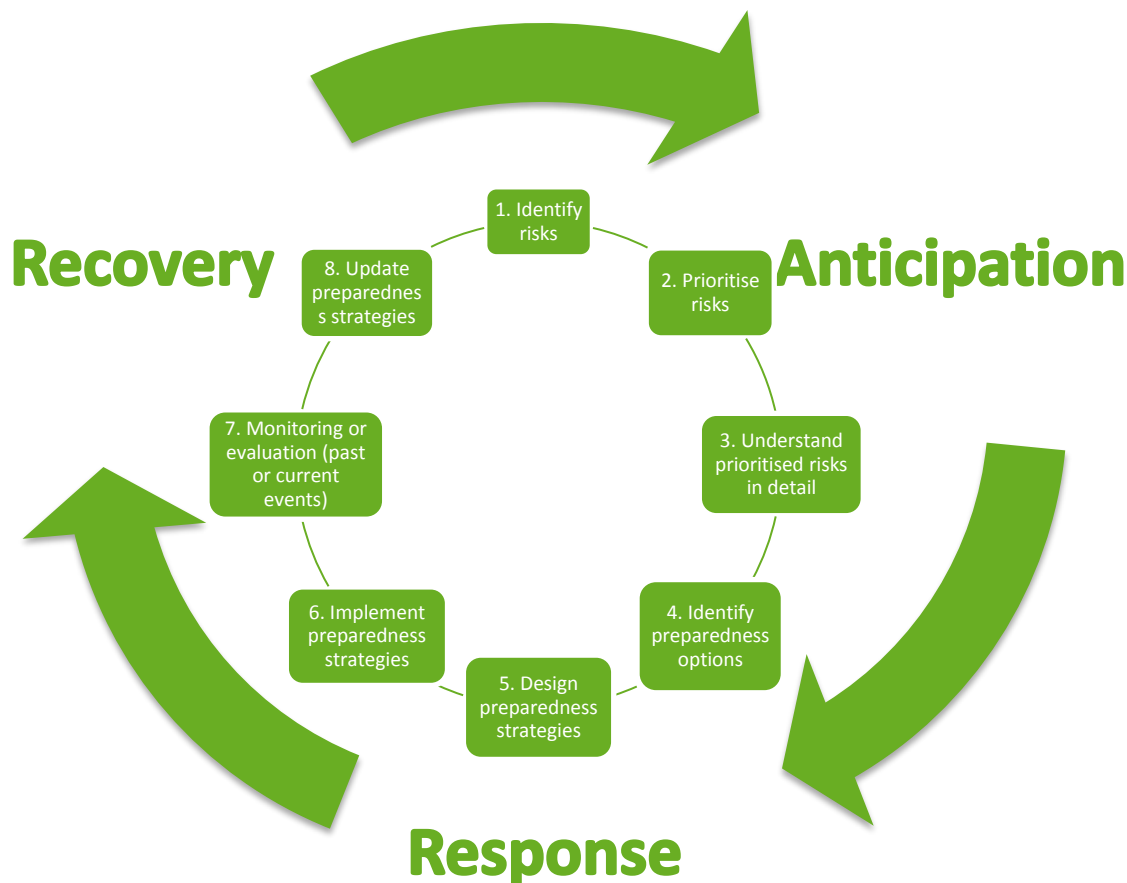 1. Identify
risks
Recovery
Anticipation
8. Update
preparednes
s strategies
2. Prioritise
risks
3. Understand
prioritised risks
in detail
7. Monitoring or
evaluation (past
or current
events)
4. Identify
preparedness
options
6. Implement
preparedness
strategies
5. Design
preparedness
strategies
Response